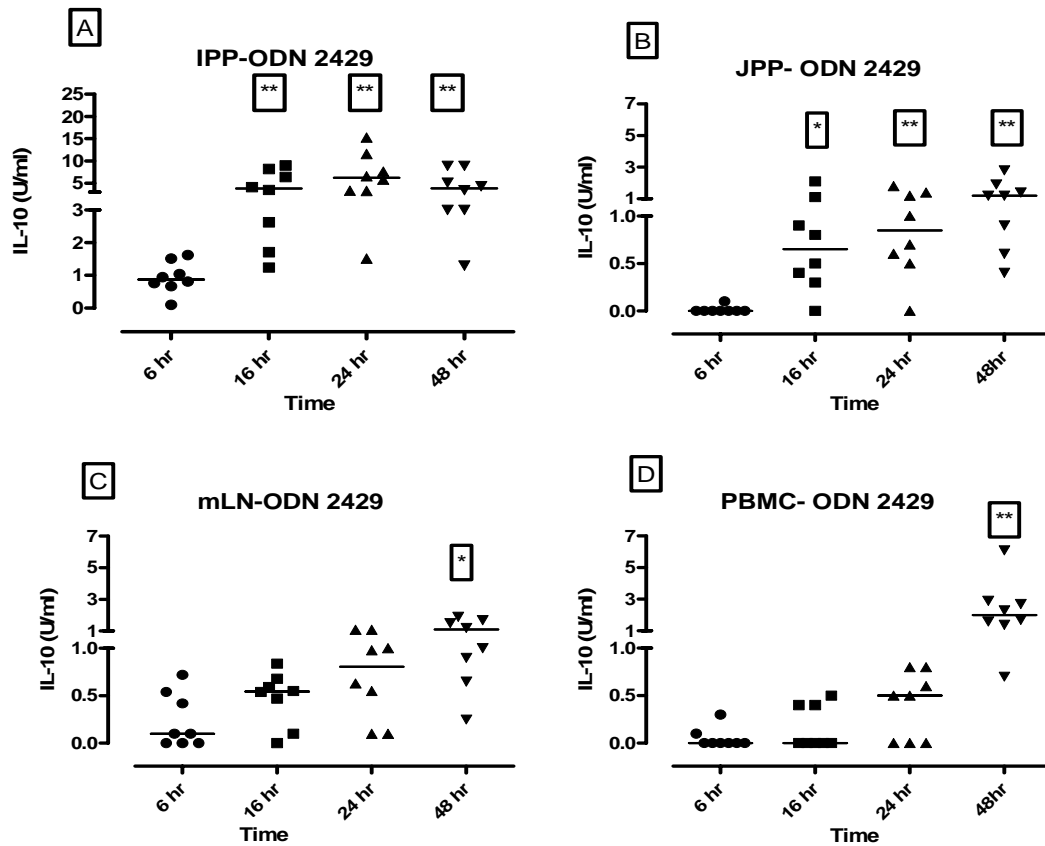 A
IPP-ODN 2429
** ** **
IL-10 (U/ml)
25
20
15
10
5
3
2
1
0
6 hr 16 hr 24 hr 48 hr
Time
B
JPP- ODN 2429
* ** **
IL-10 (U/ml)
7
5
3
1
1.0
0.5
0.0
6 hr 16 hr 24 hr 48hr
Time
C
mLN-ODN 2429
*
IL-10 (U/ml)
7
5
3
1
1.0
0.5
0.0
6 hr 16 hr 24 hr 48 hr
Time
D
PBMC- ODN 2429
**
IL-10 (U/ml)
7
5
3
1
1.0
0.5
0.0
6 hr 16 hr 24 hr 48hr
Time